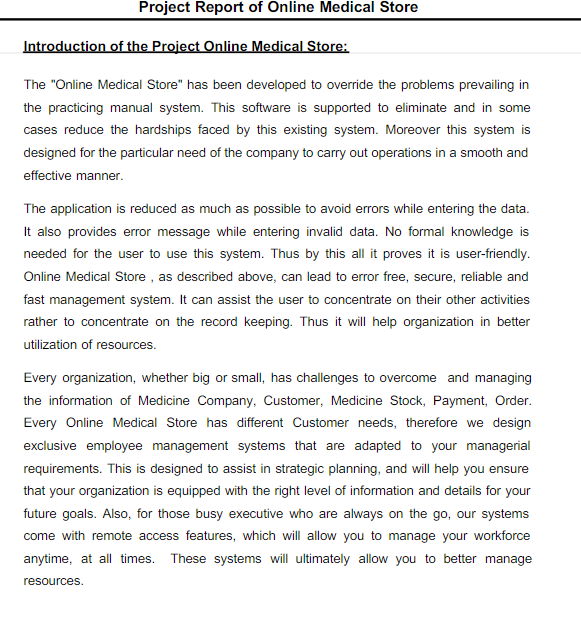 Project Report of Online Medical Store
Introduction of the Project Online Medical Store:
The "Online Medical Store" has been developed to override the problems prevailing in
the practicing manual system. This software is supported to eliminate and in some
cases reduce the hardships faced by this existing system. Moreover this system is
designed for the particular need of the company to carry out operations in a smooth and
effective manner.
The application is reduced as much as possible to avoid errors while entering the data.
It also provides error message while entering invalid data. No formal knowledge is
needed for the user to use this system. Thus by this all it proves it is user-friendly.
Online Medical Store , as described above, can lead to error free, secure, reliable and
fast management system. It can assist the user to concentrate on their other activities
rather to concentrate on the record keeping. Thus it will help organization in better
utilization of resources.
Every organization, whether big or small, has challenges to overcome and managing
the information of Medicine Company, Customer, Medicine Stock, Payment, Order.
Every Online Medical Store has different Customer needs, therefore we design
exclusive employee management systems that are adapted to your managerial
requirements. This is designed to assist in strategic planning, and will help you ensure
that your organization is equipped with the right level of information and details for your
future goals. Also, for those busy executive who are always on the go, our systems
come with remote access features, which will allow you to manage your workforce
anytime, at all times. These systems will ultimately allow you to better manage
resources.